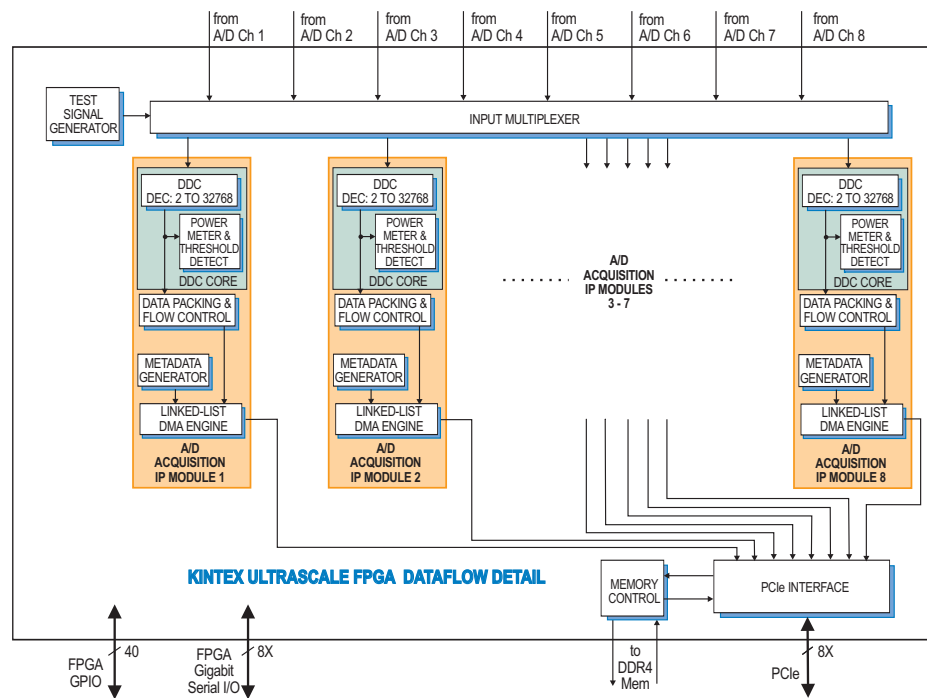 from
A/D Ch 1
from
A/D Ch 2
from
A/D Ch 3
from
A/D Ch 4
from
A/D Ch 5
from
A/D Ch 6
from
A/D Ch 7
from
A/D Ch 8
TEST
SIGNAL
GENERATOR
INPUT MULTIPLEXER
DDC
DEC: 2 TO 32768
POWER
METER &
THRESHOLD
DETECT
DDC CORE
DATA PACKING &
FLOW CONTROL
METADATA
GENERATOR
LINKED-LIST
DMA ENGINE
A/D
ACQUISITION
IP MODULE 1
DDC
DEC: 2 TO 32768
POWER
METER &
THRESHOLD
DETECT
DDC CORE
DATA PACKING &
FLOW CONTROL
METADATA
GENERATOR
LINKED-LIST
DMA ENGINE
A/D
ACQUISITION
IP MODULE 2
A/D
ACQUISITION
IP MODULES
3 - 7
DDC
DEC: 2 TO 32768
POWER
METER &
THRESHOLD
DETECT
DDC CORE
DATA PACKING &
FLOW CONTROL
METADATA
GENERATOR
LINKED-LIST
DMA ENGINE
A/D
ACQUISITION
IP MODULE 8
KINTEX ULTRASCALE FPGA DATAFLOW DETAIL
MEMORY
CONTROL
PCIe INTERFACE
40
FPGA
GPIO
8X
FPGA
Gigabit
Serial I/O
to
DDR4
Mem
8X
PCIe